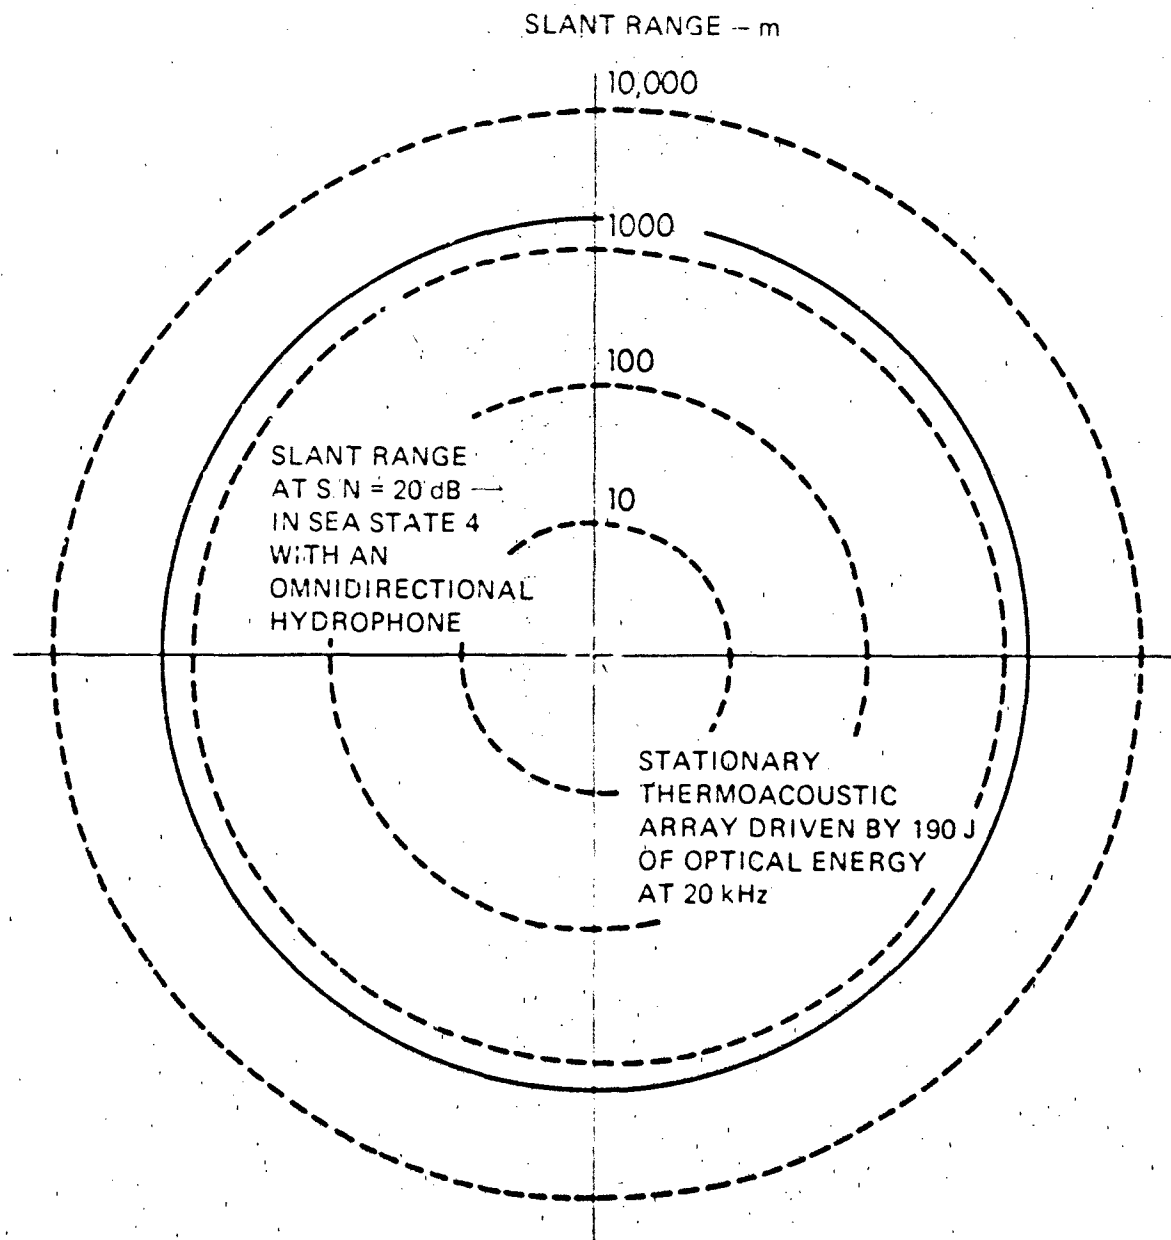 SLANT RANGE – m
10,000
1000
100
10
SLANT RANGE
AT S/N = 20 dB →
IN SEA STATE 4
WITH AN
OMNIDIRECTIONAL
HYDROPHONE
STATIONARY
THERMOACOUSTIC
ARRAY DRIVEN BY 190 J
OF OPTICAL ENERGY
AT 20 kHz